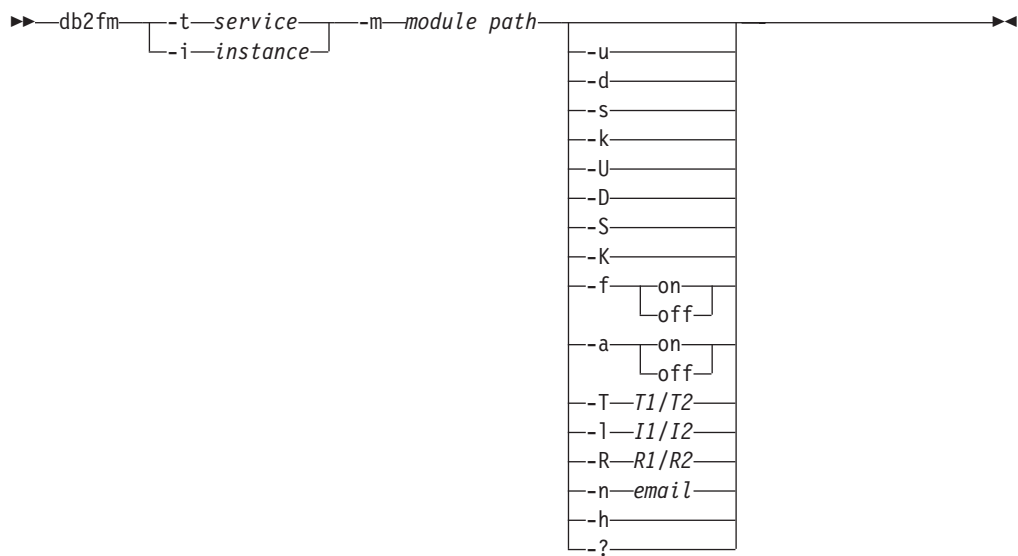 db2fm -t service -m module path
-i instance
-u
-d
-s
-k
-U
-D
-S
-K
-f on
off
-a on
off
-T T1/T2
-l I1/I2
-R R1/R2
-n email
-h
-?